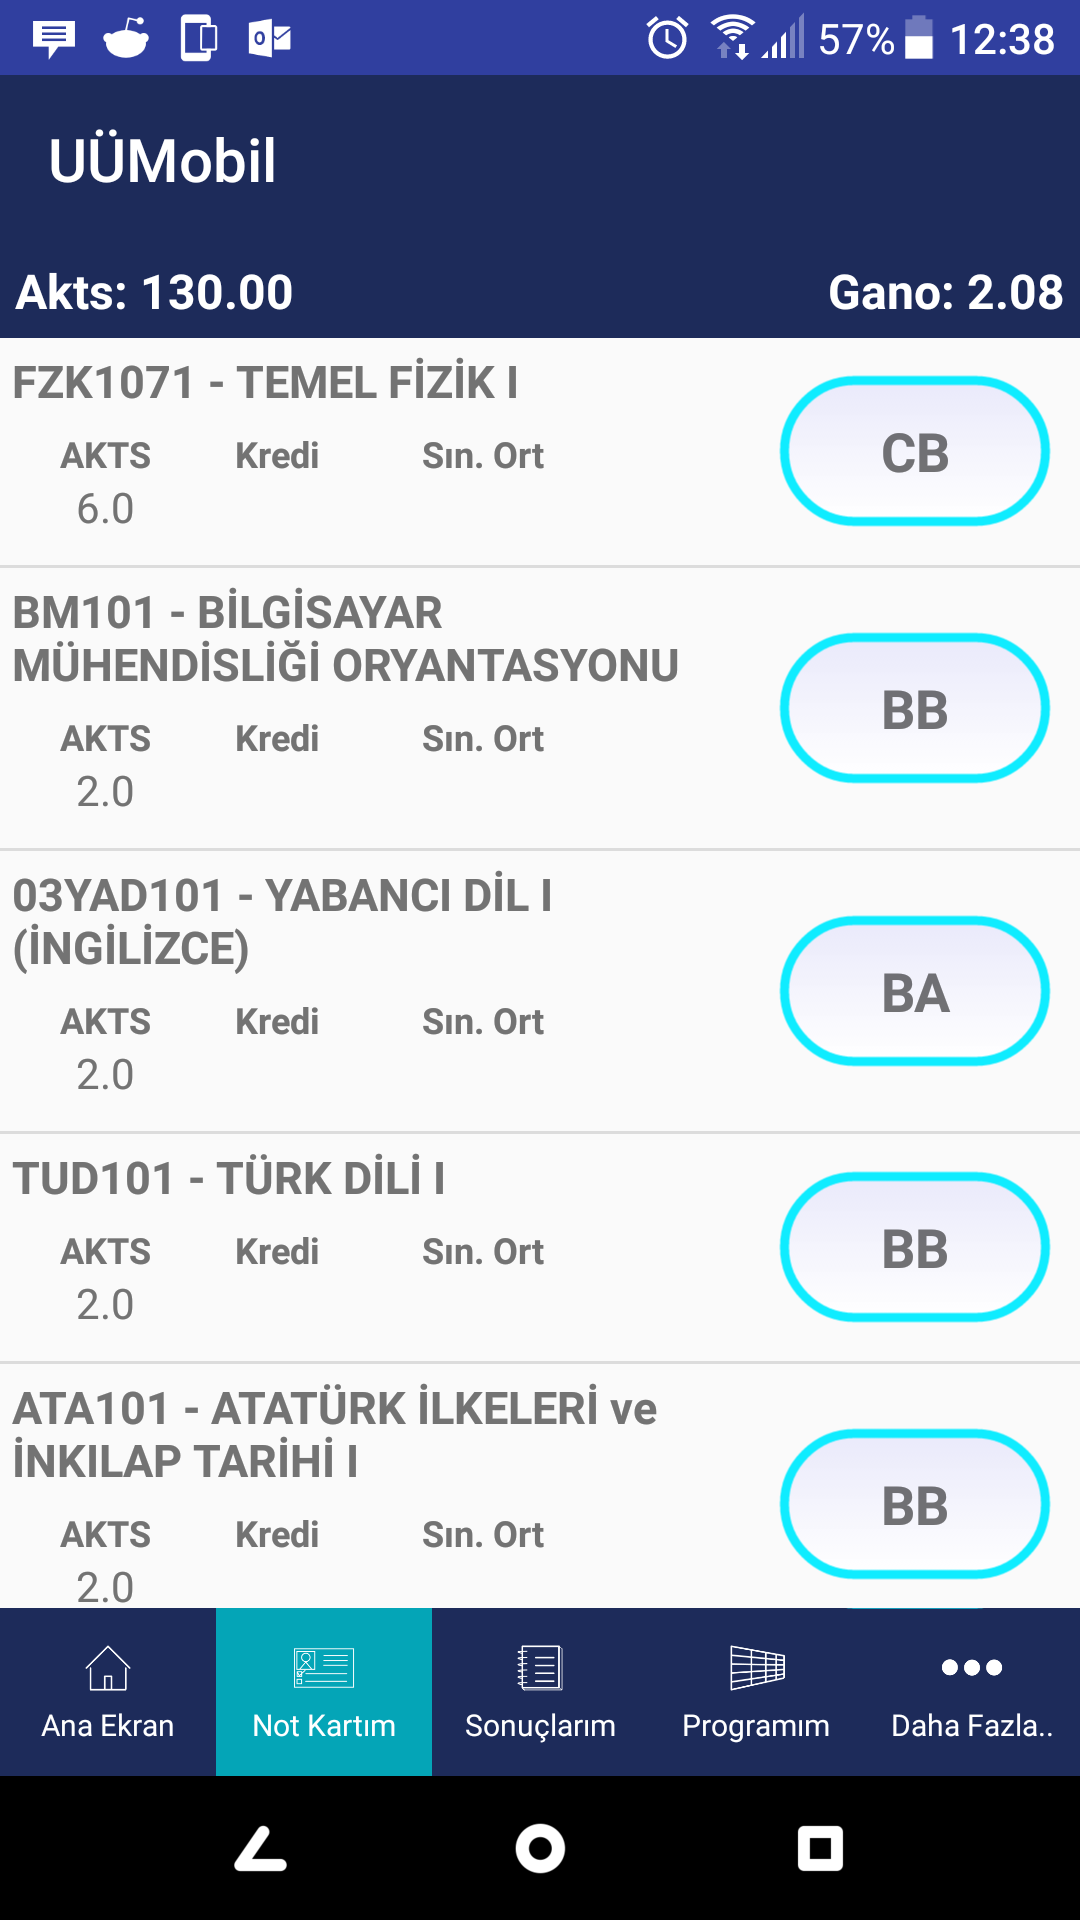 57% 12:38
UÜMobil
Akts: 130.00 Gano: 2.08
FZK1071 - TEMEL FİZİK I
AKTS Kredi Sın. Ort
6.0
CB
BM101 - BİLGİSAYAR
MÜHENDİSLİĞİ ORYANTASYONU
AKTS Kredi Sın. Ort
2.0
BB
03YAD101 - YABANCI DİL I
(İNGİLİZCE)
AKTS Kredi Sın. Ort
2.0
BA
TUD101 - TÜRK DİLİ I
AKTS Kredi Sın. Ort
2.0
BB
ATA101 - ATATÜRK İLKELERİ ve
İNKILAP TARİHİ I
AKTS Kredi Sın. Ort
2.0
BB
Ana Ekran Not Kartım Sonuçlarım Programım Daha Fazla..